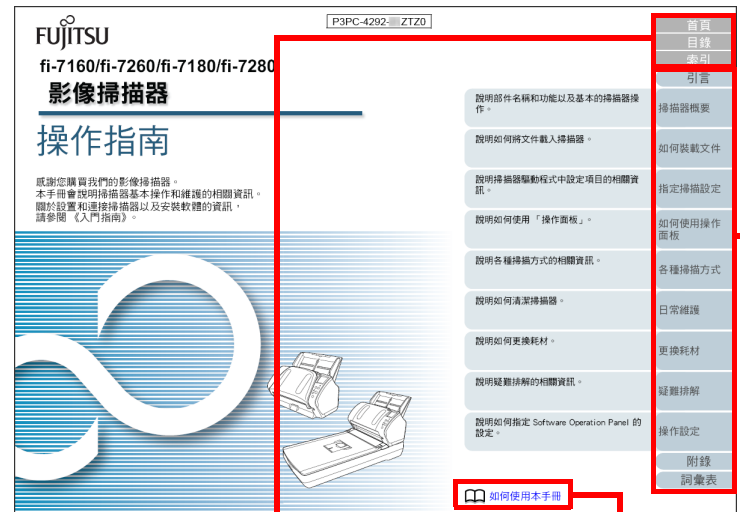 FUJITSU
P3PC-4292- ZTZ0
fi-7160/fi-7260/fi-7180/fi-7280
影像掃描器
操作指南
感謝您購買我們的影像掃描器。
本手冊會說明掃描器基本操作和維護的相關資訊。
關於設置和連接掃描器以及安裝軟體的資訊，
請參閱《入門指南》。
首頁
目錄
索引
引言
說明部件名稱和功能以及基本的掃描器操
作。
掃描器概要
說明如何將文件載入掃描器。
如何裝載文件
說明掃描器驅動程式中設定項目的相關資
訊。
指定掃描設定
說明如何使用「操作面板」。
如何使用操作
面板
說明各種掃描方式的相關資訊。
各種掃描方式
說明如何清潔掃描器。
日常維護
說明如何更換耗材。
更換耗材
說明疑難排解的相關資訊。
疑難排解
說明如何指定 Software Operation Panel 的
設定。
操作設定
附錄
詞彙表
如何使用本手冊